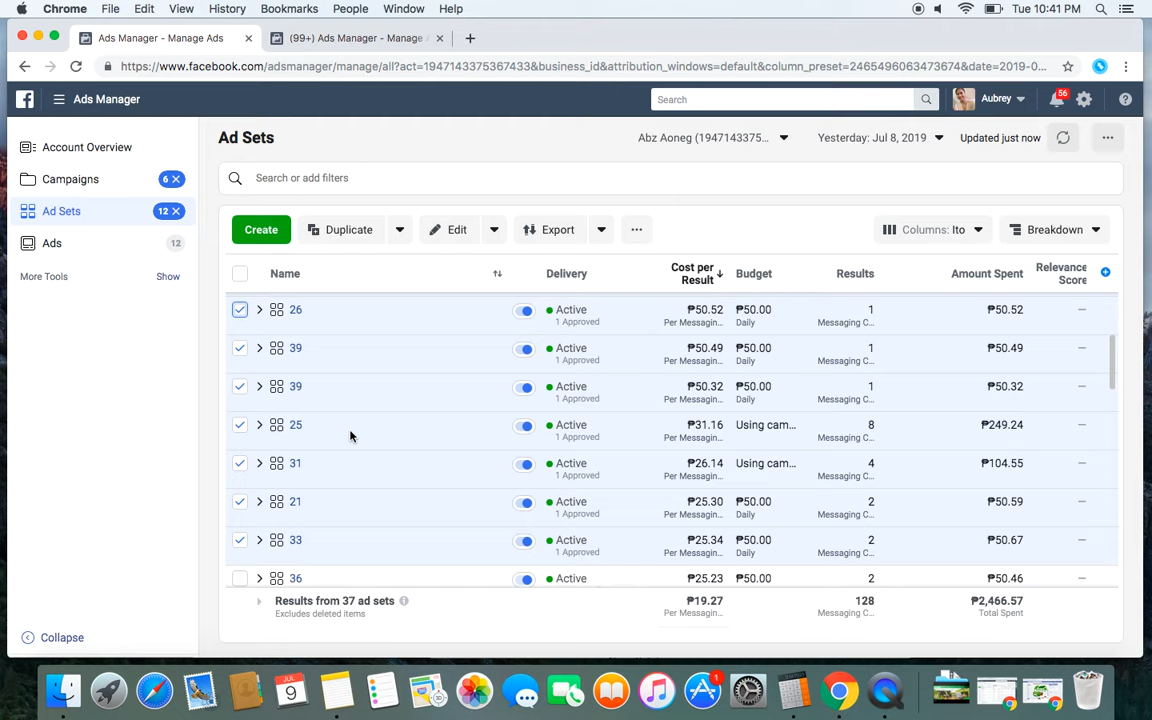 Chrome File Edit View History Bookmarks People Window Help Tue 10:41 PM
Ads Manager - Manage Ads (99+) Ads Manager - Manage A
https://www.facebook.com/adsmanager/manage/all?act=1947143375367433&business_id&attribution_windows=default&column_preset=2465496063473674&date=2019-0...
Ads Manager Search Aubrey 56
Account Overview
Campaigns 6
Ad Sets 12
Ads 12
More Tools Show
Collapse
Ad Sets Abz Aoneg (1947143375... Yesterday: Jul 8, 2019 Updated just now
Search or add filters
Create Duplicate Edit Export Columns: Ito Breakdown
Name Delivery Cost per Result Budget Results Amount Spent Relevance Score
26 Active ₱50.52 ₱50.00 1 ₱50.52 —
1 Approved Per Messagin... Daily Messaging C...
39 Active ₱50.49 ₱50.00 1 ₱50.49 —
1 Approved Per Messagin... Daily Messaging C...
39 Active ₱50.32 ₱50.00 1 ₱50.32 —
1 Approved Per Messagin... Daily Messaging C...
25 Active ₱31.16 Using cam... 8 ₱249.24 —
1 Approved Per Messagin... Messaging C...
31 Active ₱26.14 Using cam... 4 ₱104.55 —
1 Approved Per Messagin... Messaging C...
21 Active ₱25.30 ₱50.00 2 ₱50.59 —
1 Approved Per Messagin... Daily Messaging C...
33 Active ₱25.34 ₱50.00 2 ₱50.67 —
1 Approved Per Messagin... Daily Messaging C...
36 Active ₱25.23 ₱50.00 2 ₱50.46 —
Results from 37 ad sets ₱19.27 128 ₱2,466.57
Excludes deleted items Per Messagin... Messaging C... Total Spent
JUL
9
1